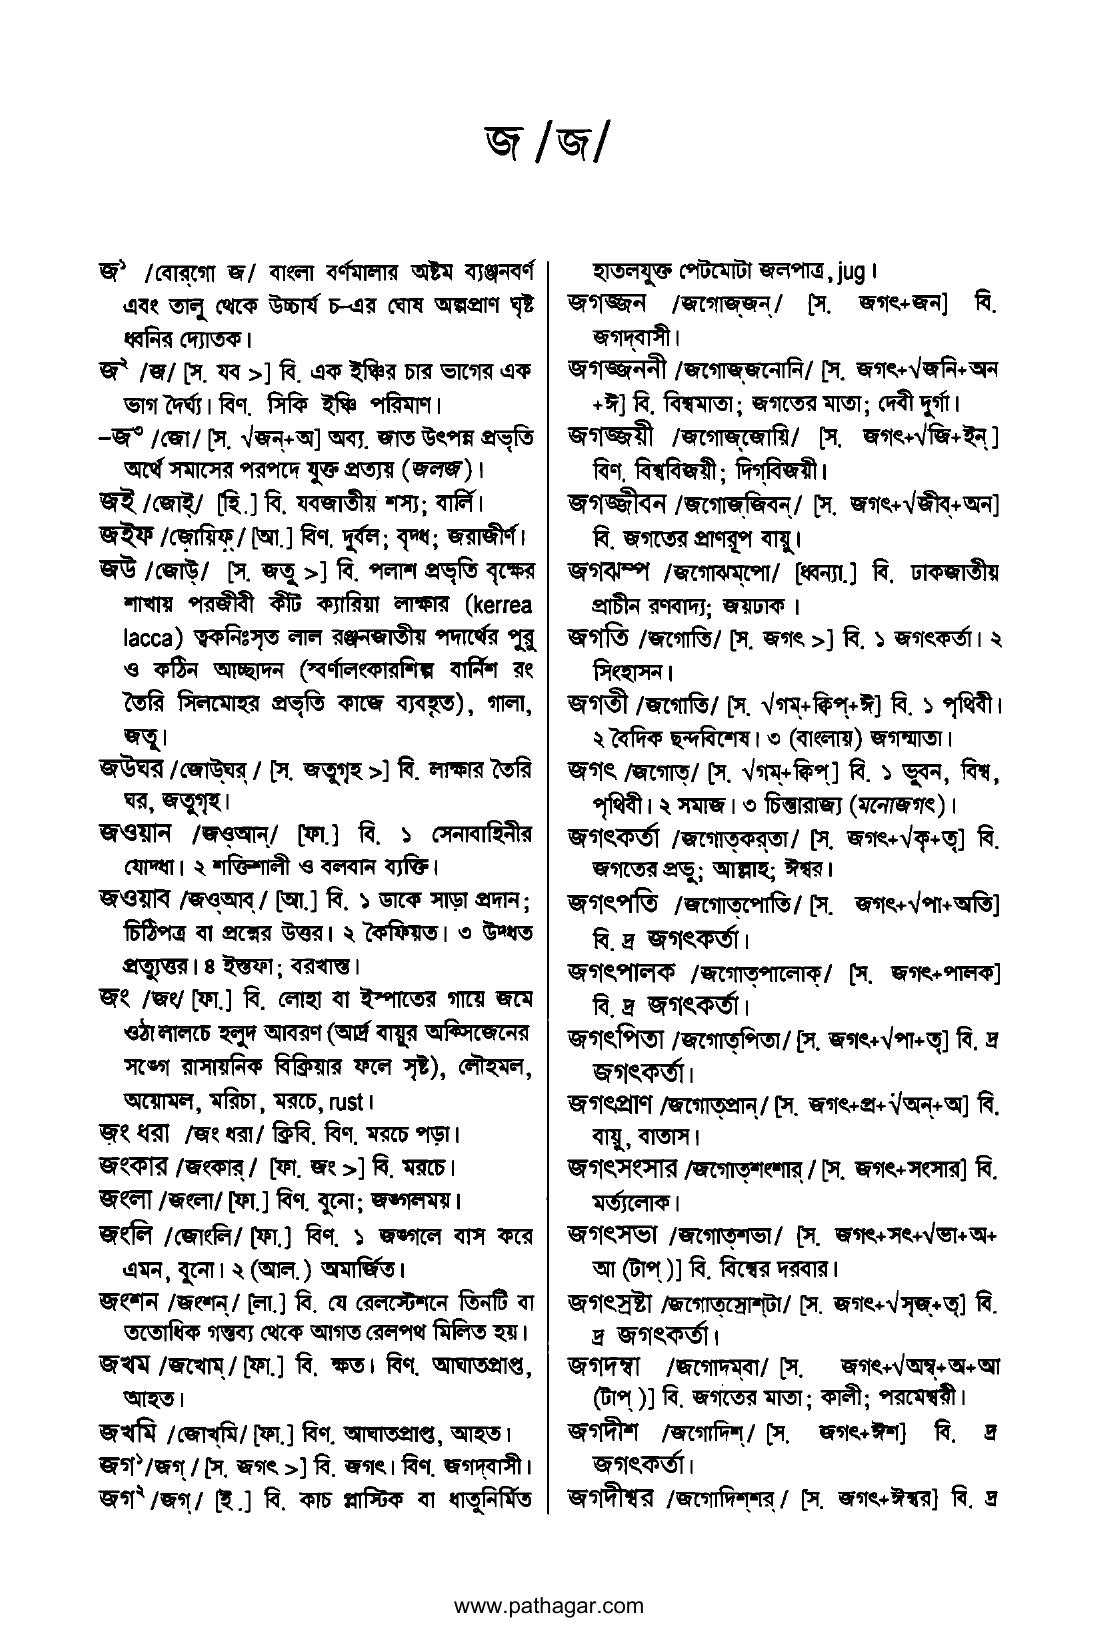 জ /জ/
জ১ /বোর্‌গো জ/ বাংলা বর্ণমালার অষ্টম ব্যঞ্জনবর্ণ
এবং তালু থেকে উচ্চার্য চ–এর ঘোষ অল্পপ্রাণ ঘৃষ্ট
ধ্বনির দ্যোতক।
জ২ /জ/ [স. যব >] বি. এক ইঞ্চির চার ভাগের এক
ভাগ দৈর্ঘ্য। বিণ. সিকি ইঞ্চি পরিমাণ।
–জ৩ /জো/ [স. √জন্‌+অ] অব্য. জাত উৎপন্ন প্রভৃতি
অর্থে সমাসের পরপদে যুক্ত প্রত্যয় (জলজ)।
জই /জোই্‌/ [হি.] বি. যবজাতীয় শস্য; বার্লি।
জইফ /জ়োয়িফ়্‌/ [আ.] বিণ. দুর্বল; বৃদ্ধ; জরাজীর্ণ।
জউ /জোউ্‌/ [স. জতু >] বি. পলাশ প্রভৃতি বৃক্ষের
শাখায় পরজীবী কীট ক্যারিয়া লাক্ষার (kerrea
lacca) ত্বকনিঃসৃত লাল রঞ্জনজাতীয় পদার্থের পুরু
ও কঠিন আচ্ছাদন (স্বর্ণালংকারশিল্প বার্নিশ রং
তৈরি সিলমোহর প্রভৃতি কাজে ব্যবহৃত), গালা,
জতু।
জউঘর /জোউ্‌ঘর্‌/ [স. জতুগৃহ >] বি. লাক্ষার তৈরি
ঘর, জতুগৃহ।
জওয়ান /জও্‌আন্‌/ [ফা.] বি. ১ সেনাবাহিনীর
যোদ্ধা। ২ শক্তিশালী ও বলবান ব্যক্তি।
জওয়াব /জও্‌আব্‌/ [আ.] বি. ১ ডাকে সাড়া প্রদান;
চিঠিপত্র বা প্রশ্নের উত্তর। ২ কৈফিয়ত। ৩ উদ্ধত
প্রত্যুত্তর। ৪ ইস্তফা; বরখাস্ত।
জং /জং/ [ফা.] বি. লোহা বা ইস্পাতের গায়ে জমে
ওঠা লালচে হলুদ আবরণ (আর্দ্র বায়ুর অক্সিজেনের
সঙ্গে রাসায়নিক বিক্রিয়ার ফলে সৃষ্ট), লৌহমল,
অয়োমল, মরিচা, মরচে, rust।
জ়ং ধরা /জং ধরা/ ক্রিবি. বিণ. মরচে পড়া।
জংকার /জংকার্‌/ [ফা. জং >] বি. মরচে।
জংলা /জংলা/ [ফা.] বিণ. বুনো; জঙ্গলময়।
জংলি /জোংলি/ [ফা.] বিণ. ১ জঙ্গলে বাস করে
এমন, বুনো। ২ (আল.) অমার্জিত।
জংশন /জংশন্‌/ [লা.] বি. যে রেলস্টেশনে তিনটি বা
ততোধিক গন্তব্য থেকে আগত রেলপথ মিলিত হয়।
জখম /জখোম্‌/ [ফা.] বি. ক্ষত। বিণ. আঘাতপ্রাপ্ত,
আহত।
জখমি /জোখ্‌মি/ [ফা.] বিণ. আঘাতপ্রাপ্ত, আহত।
জগ১ /জগ্‌/ [স. জগৎ >] বি. জগৎ। বিণ. জগদ্‌বাসী।
জগ২ /জগ্‌/ [ই.] বি. কাচ প্লাস্টিক বা ধাতুনির্মিত
হাতলযুক্ত পেটমোটা জলপাত্র, jug।
জগজ্জন /জগোজ্‌জন্‌/ [স. জগৎ+জন] বি.
জগদ্‌বাসী।
জগজ্জননী /জগোজ্‌জনোনি/ [স. জগৎ+√জনি+অন
+ঈ] বি. বিশ্বমাতা; জগতের মাতা; দেবী দুর্গা।
জগজ্জয়ী /জগোজ্‌জোয়ি/ [স. জগৎ+√জি+ইন্‌]
বিণ. বিশ্ববিজয়ী; দিগ্‌বিজয়ী।
জগজ্জীবন /জগোজ্‌জিবন্‌/ [স. জগৎ+√জীব্‌+অন]
বি. জগতের প্রাণরূপ বায়ু।
জগঝম্প /জগোঝম্‌পো/ [ধ্বন্যা.] বি. ঢাকজাতীয়
প্রাচীন রণবাদ্য; জয়ঢাক।
জগতি /জগোতি/ [স. জগৎ >] বি. ১ জগৎকর্তা। ২
সিংহাসন।
জগতী /জগোতি/ [স. √গম্‌+ক্বিপ্‌+ঈ] বি. ১ পৃথিবী।
২ বৈদিক ছন্দবিশেষ। ৩ (বাংলায়) জগন্মাতা।
জগৎ /জগোত্‌/ [স. √গম্‌+ক্বিপ্‌] বি. ১ ভুবন, বিশ্ব,
পৃথিবী। ২ সমাজ। ৩ চিন্তারাজ্য (মনোজগৎ)।
জগৎকর্তা /জগোত্‌কর্‌তা/ [স. জগৎ+√কৃ+তৃ] বি.
জগতের প্রভু; আল্লাহ; ঈশ্বর।
জগৎপতি /জগোত্‌পোতি/ [স. জগৎ+√পা+অতি]
বি. দ্র জগৎকর্তা।
জগৎপালক /জগোত্‌পালোক্‌/ [স. জগৎ+পালক]
বি. দ্র জগৎকর্তা।
জগৎপিতা /জগোত্‌পিতা/ [স. জগৎ+√পা+তৃ] বি. দ্র
জগৎকর্তা।
জগৎপ্রাণ /জগোত্‌প্রান্‌/ [স. জগৎ+প্র+√অন্‌+অ] বি.
বায়ু, বাতাস।
জগৎসংসার /জগোত্‌শংশার্‌/ [স. জগৎ+সংসার] বি.
মর্ত্যলোক।
জগৎসভা /জগোত্‌শভা/ [স. জগৎ+সৎ+√ভা+অ+
আ (টাপ্‌)] বি. বিশ্বের দরবার।
জগৎস্রষ্টা /জগোত্‌স্রোশ্‌টা/ [স. জগৎ+√সৃজ্‌+তৃ] বি.
দ্র জগৎকর্তা।
জগদম্বা /জগোদম্‌বা/ [স. জগৎ+√অম্ব্‌+অ+আ
(টাপ্‌)] বি. জগতের মাতা; কালী; পরমেশ্বরী।
জগদীশ /জগোদিশ্‌/ [স. জগৎ+ঈশ] বি. দ্র
জগৎকর্তা।
জগদীশ্বর /জগোদিশ্‌শর্‌/ [স. জগৎ+ঈশ্বর] বি. দ্র
www.pathagar.com